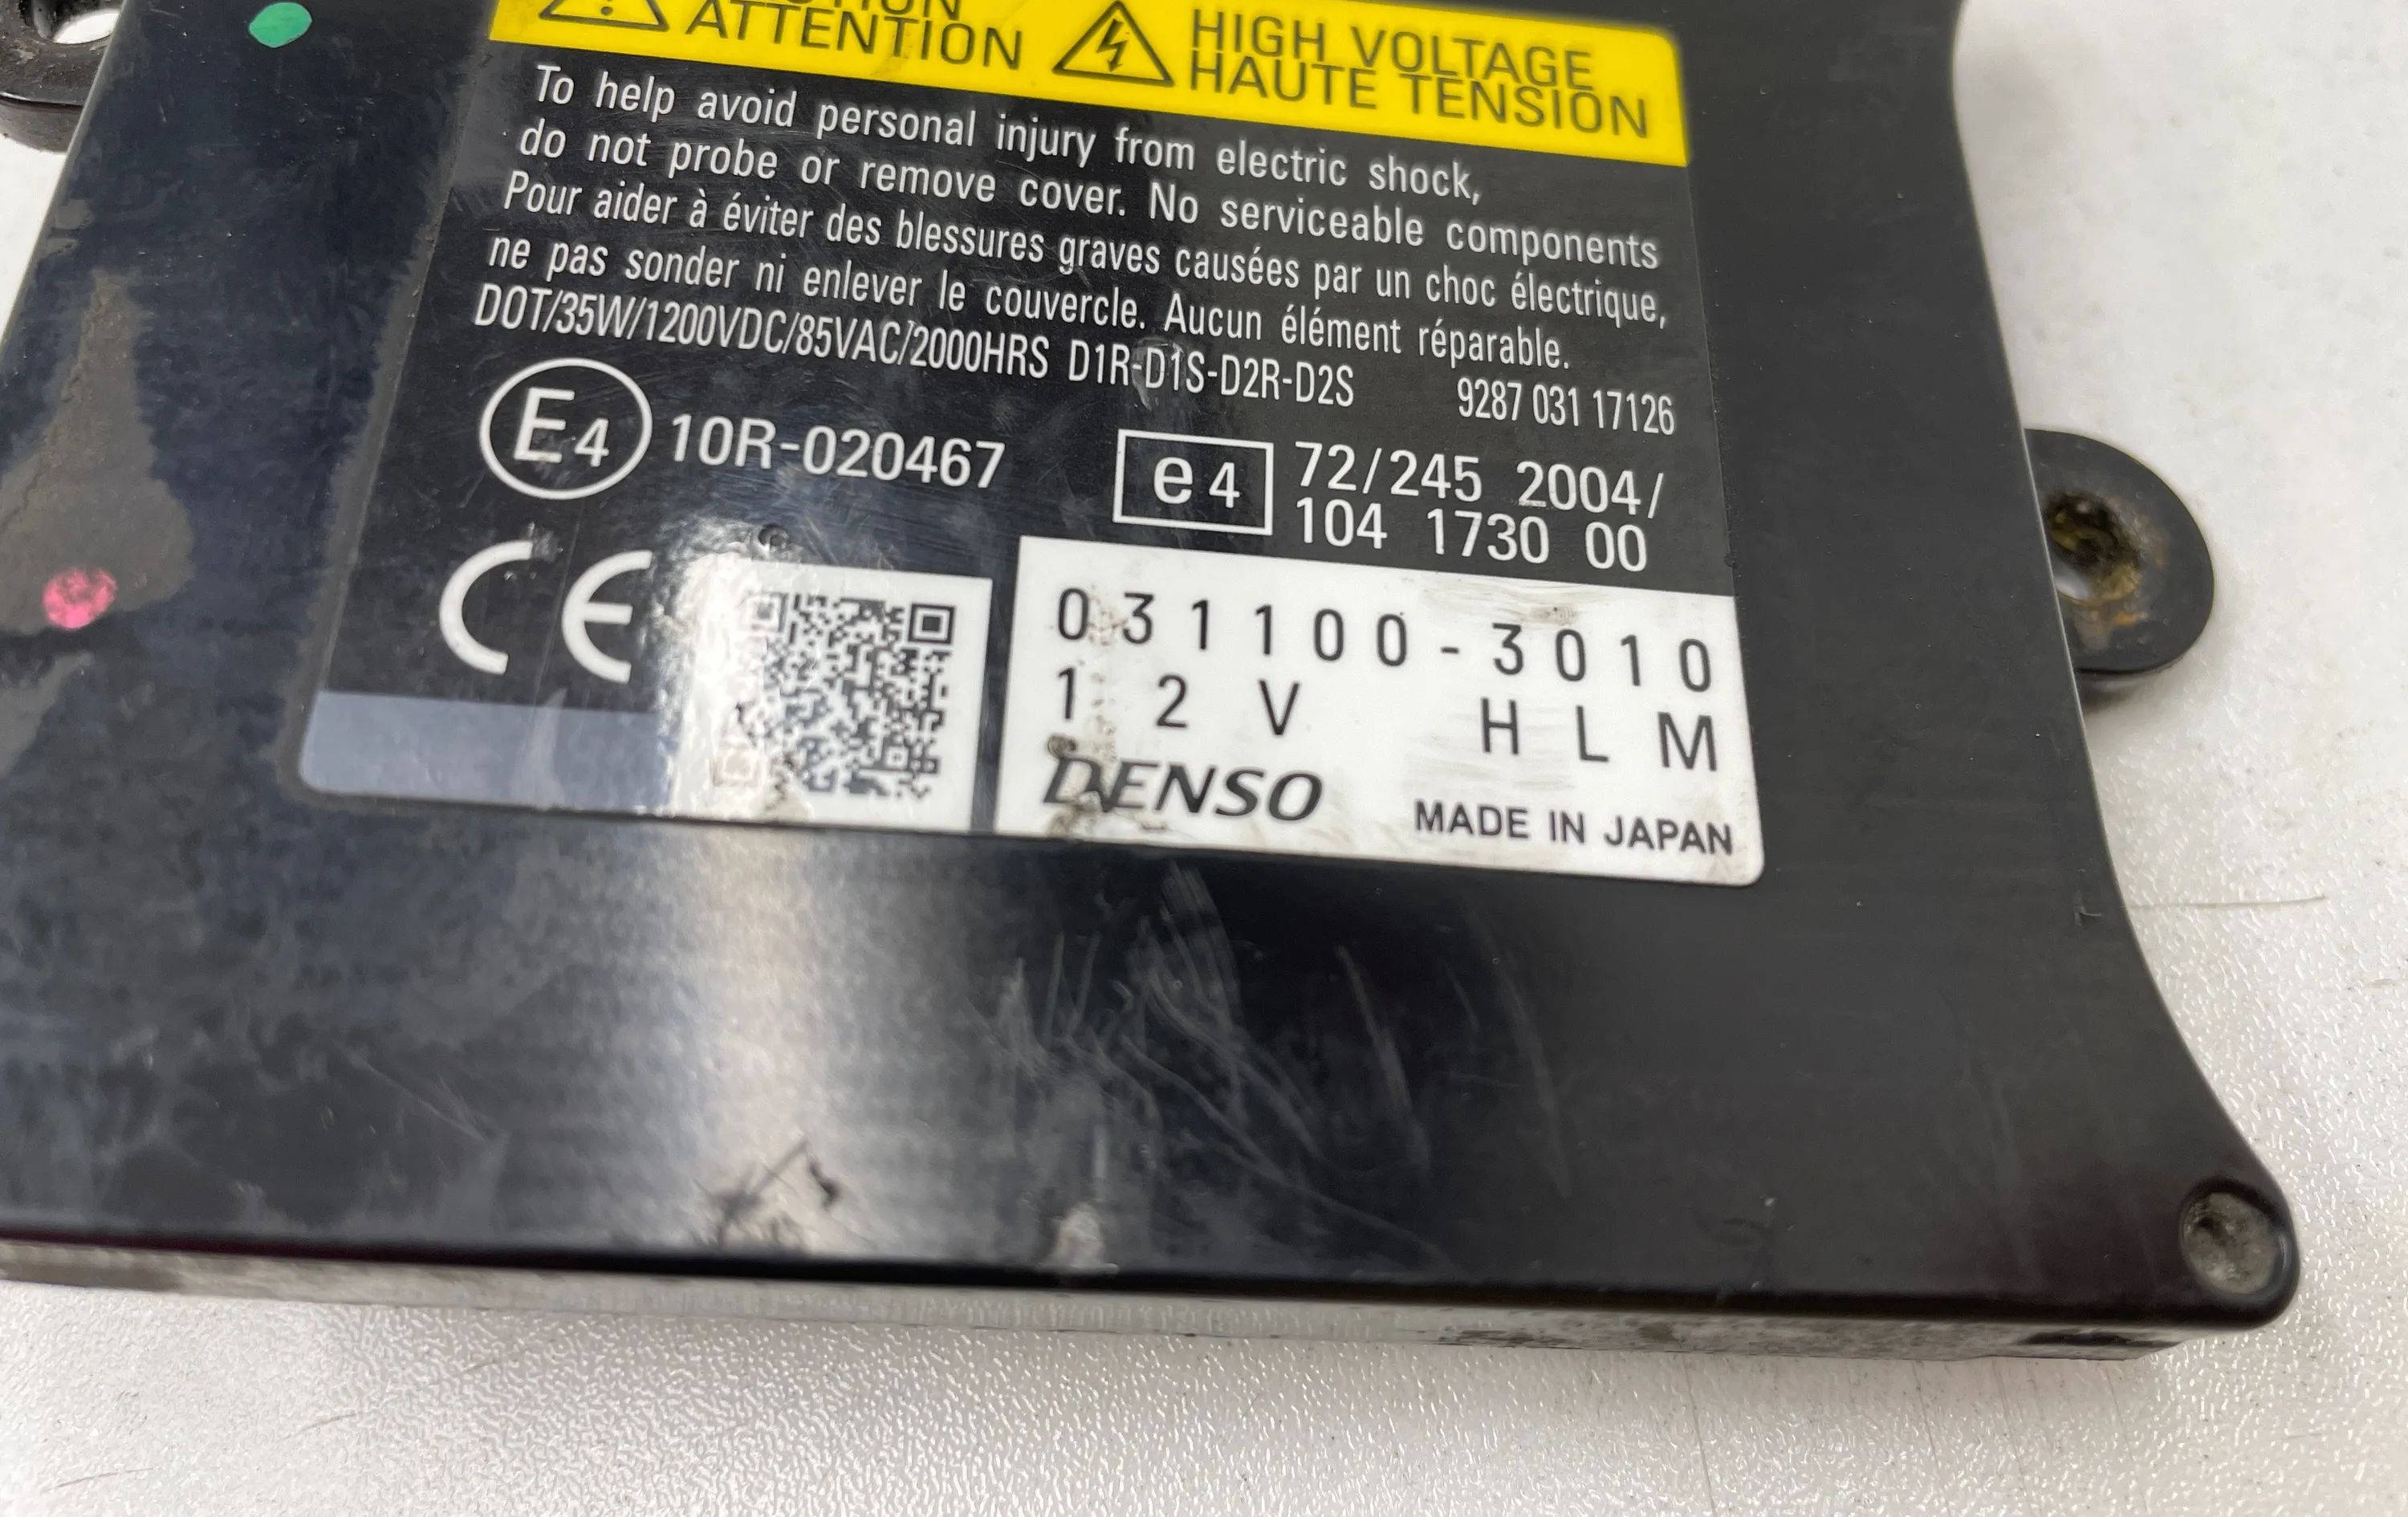 ATTENTION
HIGH VOLTAGE
HAUTE TENSION
To help avoid personal injury from electric shock,
do not probe or remove cover. No serviceable components
Pour aider à éviter des blessures graves causées par un choc électrique,
ne pas sonder ni enlever le couvercle. Aucun élément réparable.
DOT/35W/1200VDC/85VAC/2000HRS D1R-D1S-D2R-D2S 9287 031 17126
E4 10R-020467
e4 72/245 2004/
104 1730 00
CE
031100-3010
12V HLM
DENSO MADE IN JAPAN